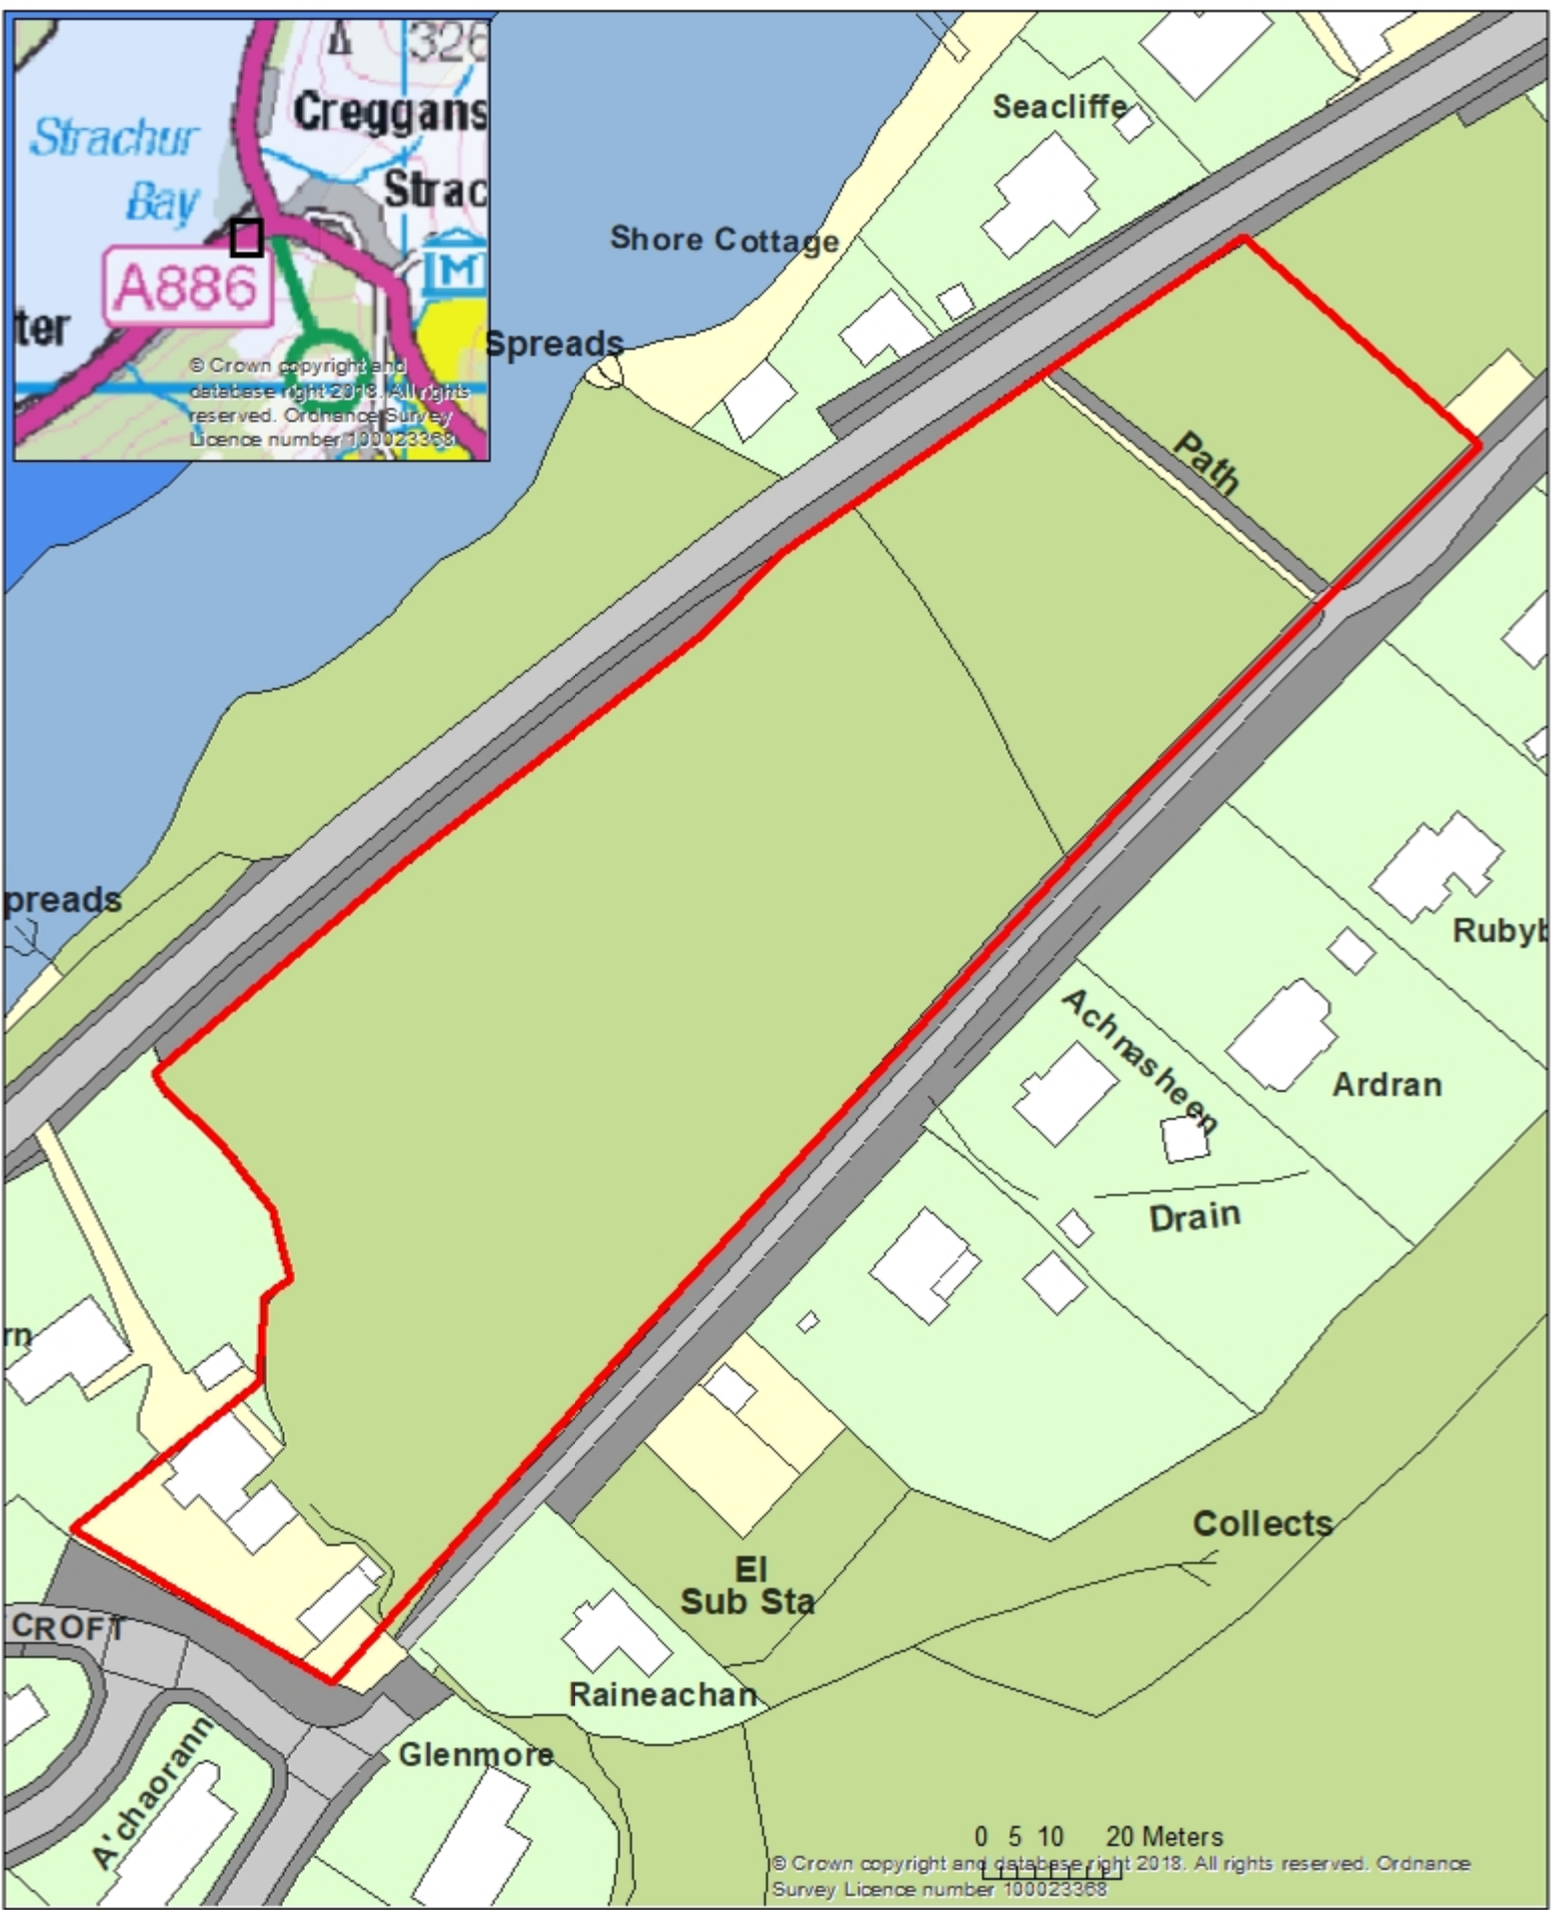 326
Creggans
Strachur
Bay
Strac
A886
M
ter
© Crown copyright and
database right 2018. All rights
reserved. Ordnance Survey
Licence number 100023368
Seacliffe
Shore Cottage
Spreads
Path
preads
Rubyb
Achnasheen
Ardran
Drain
rn
Collects
El
Sub Sta
CROFT
Raineachan
Glenmore
A'chaorann
0 5 10 20 Meters
© Crown copyright and database right 2018. All rights reserved. Ordnance
Survey Licence number 100023368